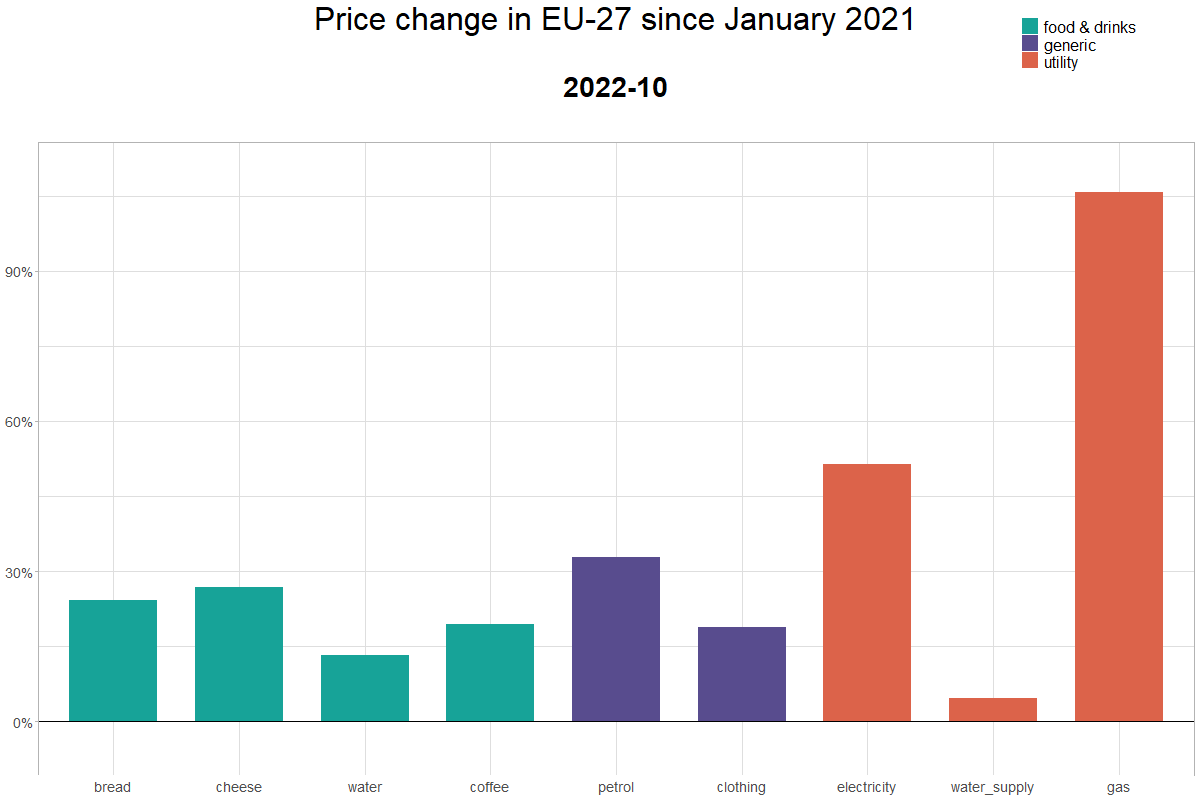 Price change in EU-27 since January 2021
food & drinks
generic
utility
2022-10
90%
60%
30%
0%
bread cheese water coffee petrol clothing electricity water_supply gas